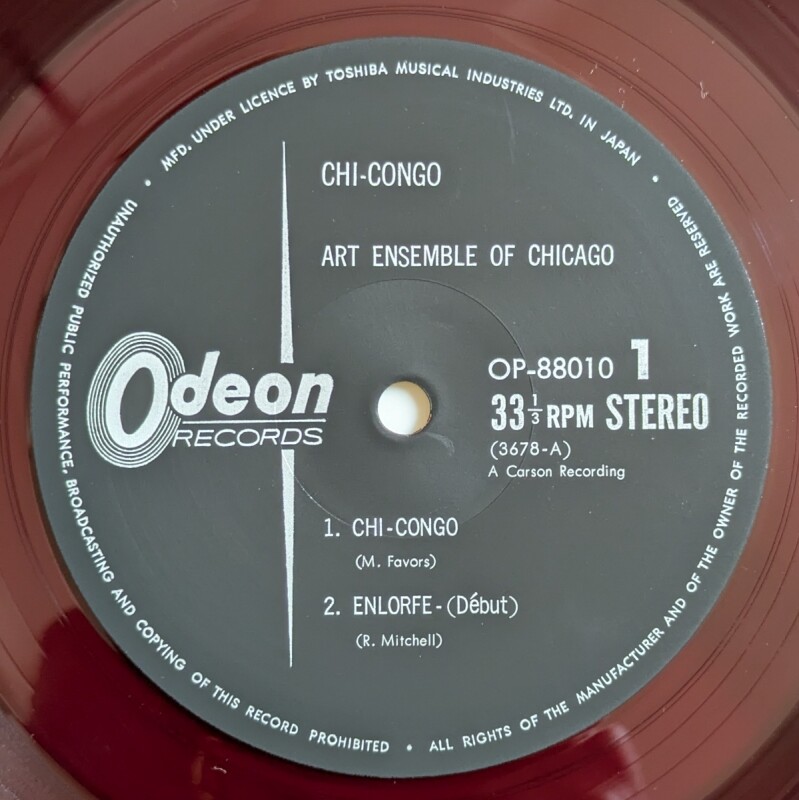 MFD. UNDER LICENCE BY TOSHIBA MUSICAL INDUSTRIES LTD. IN JAPAN •
CHI-CONGO
ART ENSEMBLE OF CHICAGO
Odeon
RECORDS
OP-88010 1
33 1/3 RPM STEREO
(3678-A)
A Carson Recording
1. CHI-CONGO
(M. Favors)
2. ENLORFE-(Début)
(R. Mitchell)
ALL RIGHTS OF THE MANUFACTURER AND OF THE OWNER OF THE RECORDED WORK ARE RESERVED
UNAUTHORIZED PUBLIC PERFORMANCE, BROADCASTING AND COPYING OF THIS RECORD PROHIBITED •